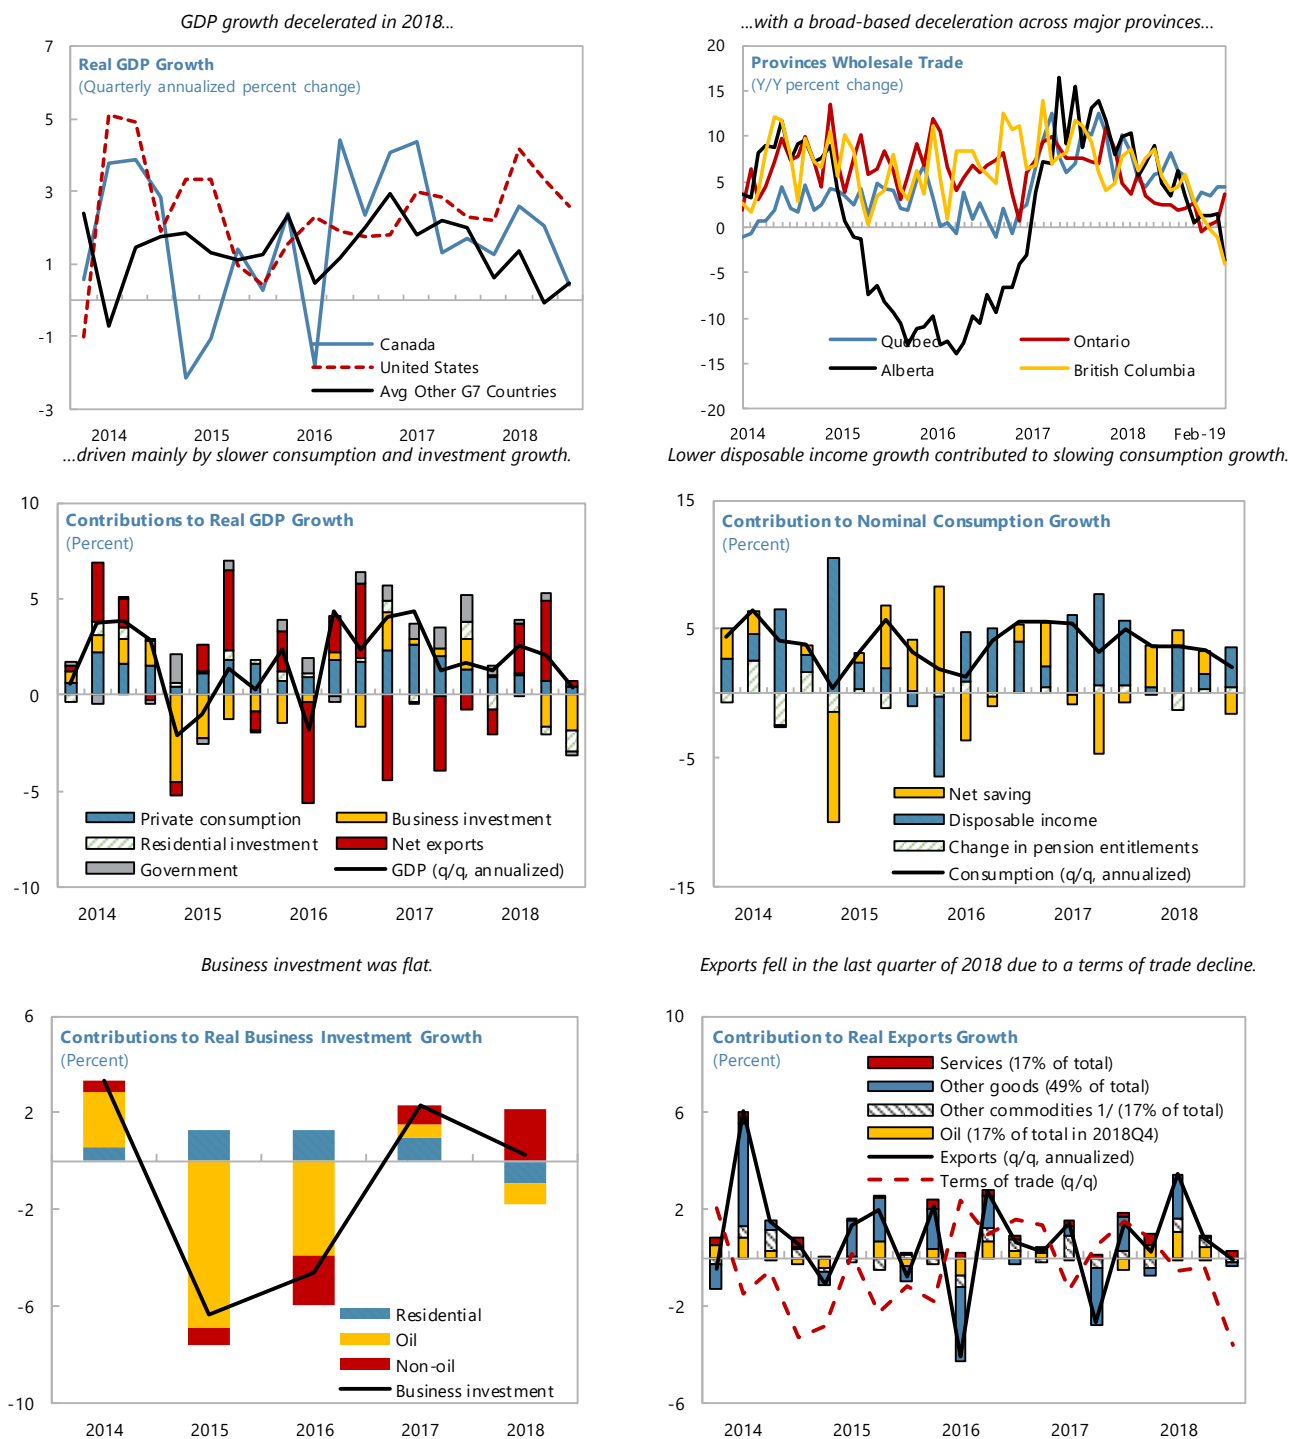 GDP growth decelerated in 2018...
Real GDP Growth
(Quarterly annualized percent change)
7
5
3
1
-1
-3
Canada
United States
Avg Other G7 Countries
2014 2015 2016 2017 2018
...with a broad-based deceleration across major provinces...
Provinces Wholesale Trade
(Y/Y percent change)
20
15
10
5
0
-5
-10
-15
-20
Quebec Ontario
Alberta British Columbia
2014 2015 2016 2017 2018 Feb-19
...driven mainly by slower consumption and investment growth.
Contributions to Real GDP Growth
(Percent)
10
5
0
-5
-10
Private consumption Business investment
Residential investment Net exports
Government GDP (q/q, annualized)
2014 2015 2016 2017 2018
Lower disposable income growth contributed to slowing consumption growth.
Contribution to Nominal Consumption Growth
(Percent)
15
5
-5
-15
Net saving
Disposable income
Change in pension entitlements
Consumption (q/q, annualized)
2014 2015 2016 2017 2018
Business investment was flat.
Contributions to Real Business Investment Growth
(Percent)
6
2
-2
-6
-10
Residential
Oil
Non-oil
Business investment
2014 2015 2016 2017 2018
Exports fell in the last quarter of 2018 due to a terms of trade decline.
Contribution to Real Exports Growth
(Percent)
10
6
2
-2
-6
Services (17% of total)
Other goods (49% of total)
Other commodities 1/ (17% of total)
Oil (17% of total in 2018Q4)
Exports (q/q, annualized)
Terms of trade (q/q)
2014 2015 2016 2017 2018